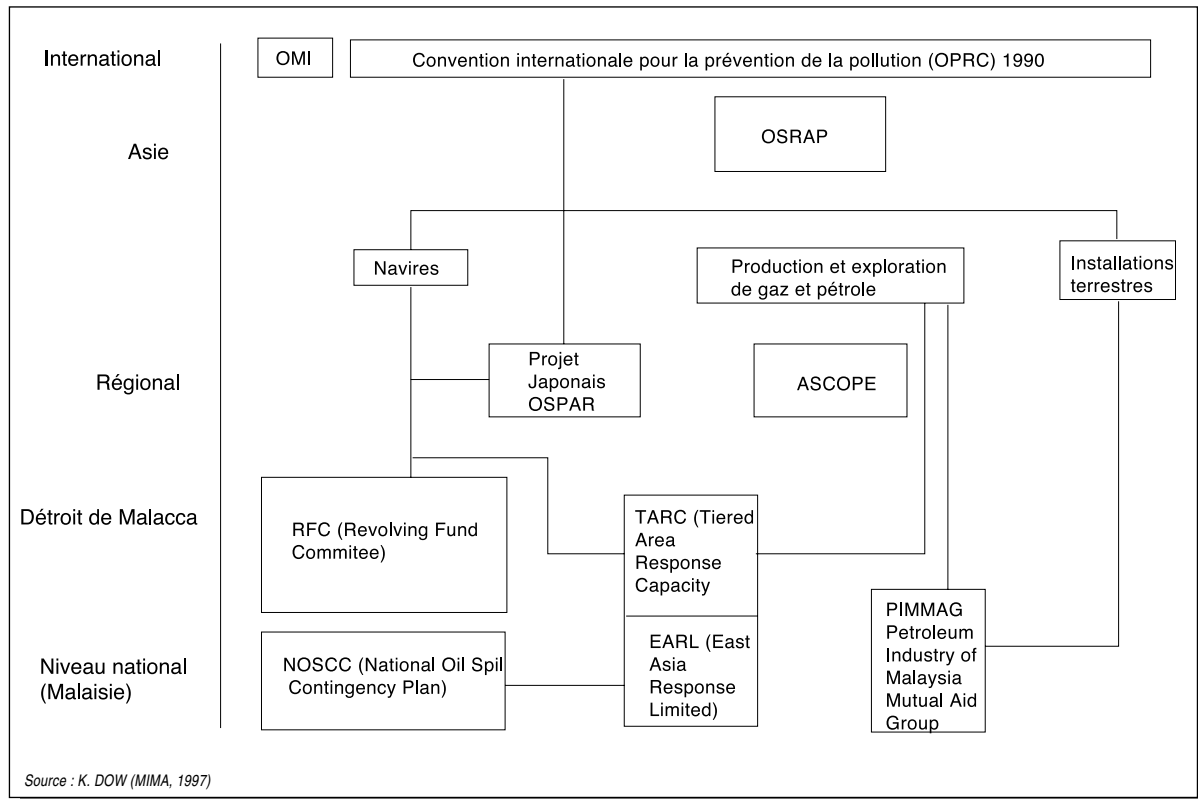 International
OMI
Convention internationale pour la prévention de la pollution (OPRC) 1990
Asie
OSRAP
Navires
Production et exploration
de gaz et pétrole
Installations
terrestres
Régional
Projet
Japonais
OSPAR
ASCOPE
Détroit de Malacca
RFC (Revolving Fund
Commitee)
TARC (Tiered
Area
Response
Capacity
Niveau national
(Malaisie)
NOSCC (National Oil Spil
Contingency Plan)
EARL (East
Asia
Response
Limited)
PIMMAG
Petroleum
Industry of
Malaysia
Mutual Aid
Group
Source : K. DOW (MIMA, 1997)